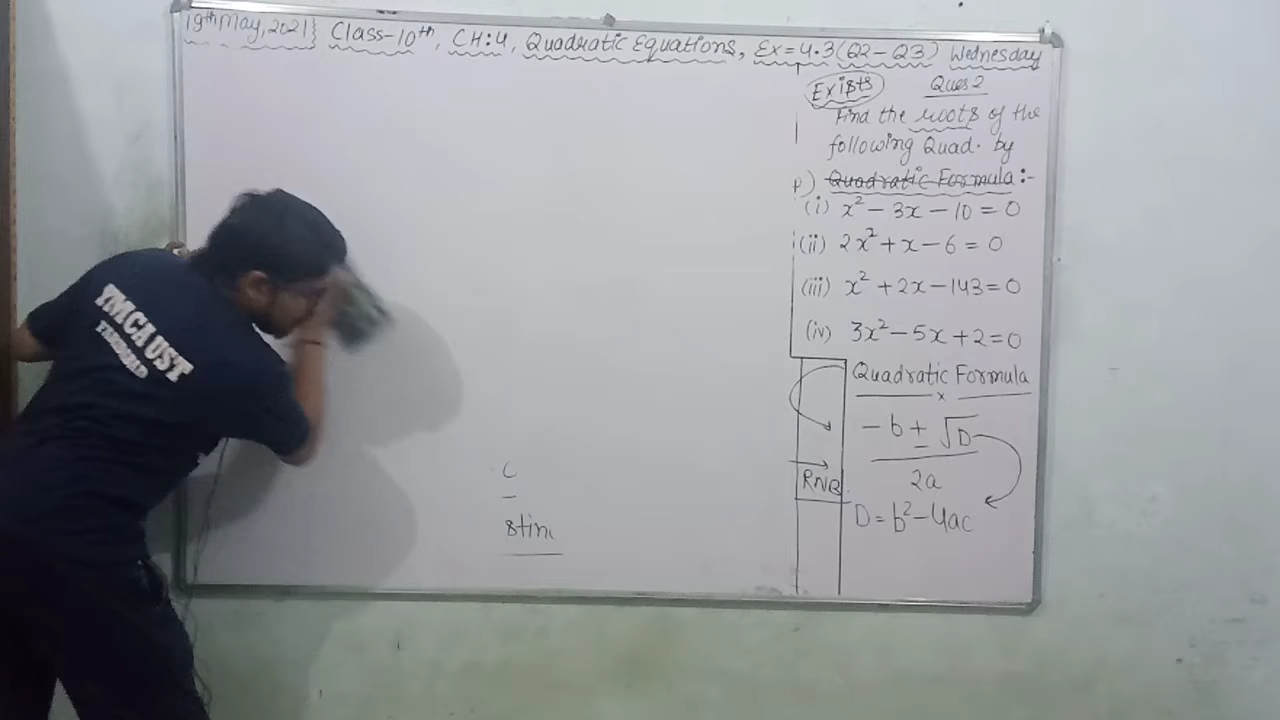 19th May, 2021} Class-10th, CH:4, Quadratic Equations, Ex=4.3(Q2-Q3) Wednesday
Exists Ques 2
Find the roots of the
following Quad. by
P) Quadratic Formula:-
(i) x² - 3x - 10 = 0
(ii) 2x² + x - 6 = 0
(iii) x² + 2x - 143 = 0
(iv) 3x² - 5x + 2 = 0
Quadratic Formula
-b ± √D
2a
RNB
D = b² - 4ac
YMCA UST